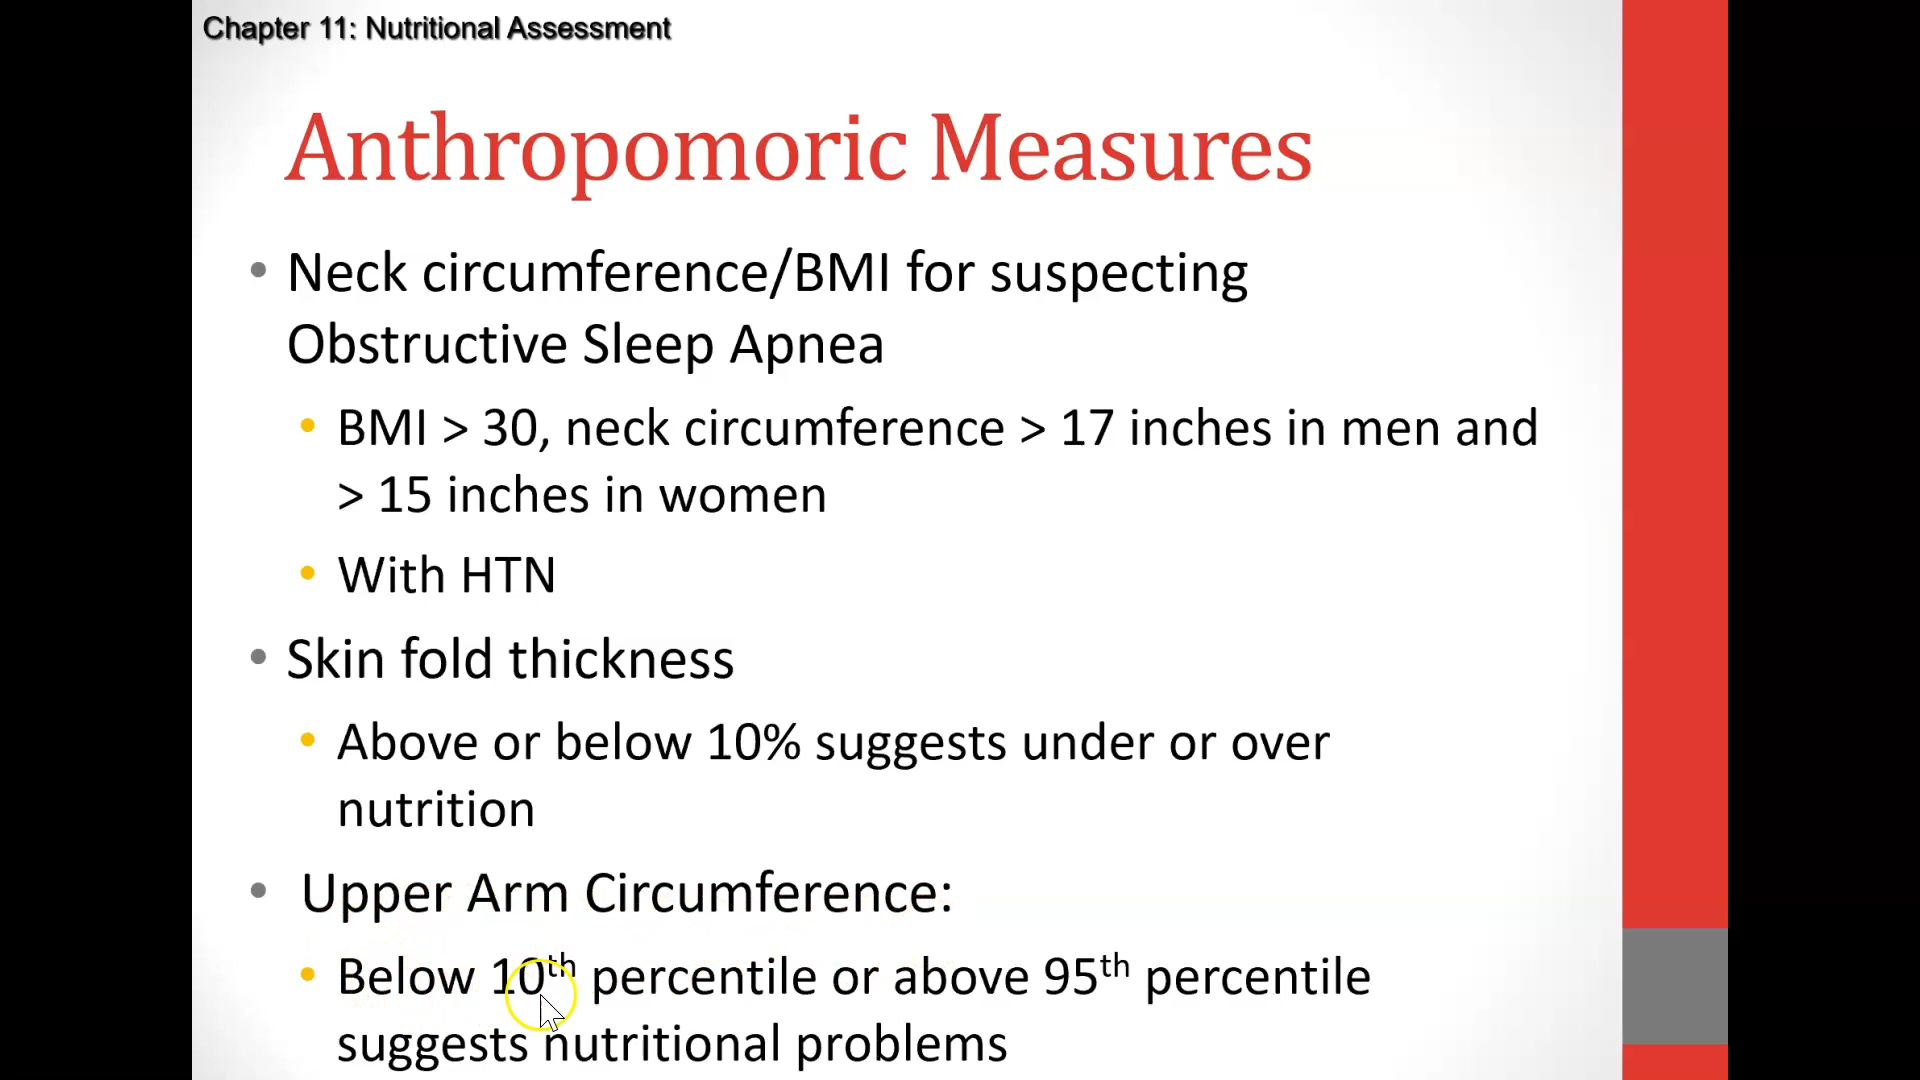 Chapter 11: Nutritional Assessment
Anthropomoric Measures
• Neck circumference/BMI for suspecting
Obstructive Sleep Apnea
• BMI > 30, neck circumference > 17 inches in men and
> 15 inches in women
• With HTN
• Skin fold thickness
• Above or below 10% suggests under or over
nutrition
• Upper Arm Circumference:
• Below 10th percentile or above 95th percentile
suggests nutritional problems